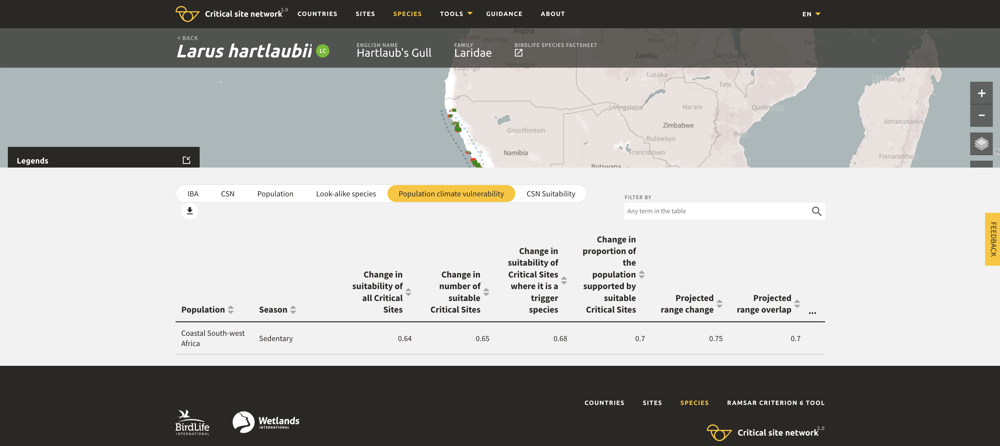 Critical site network 2.0
COUNTRIES
SITES
SPECIES
TOOLS
GUIDANCE
ABOUT
EN
< BACK
Larus hartlaubii
LC
ENGLISH NAME
Hartlaub's Gull
FAMILY
Laridae
BIRDLIFE SPECIES FACTSHEET
Angola
Comoros
Antsiranana
Benguela
Huambo
Kitwe
Pemba
Zambia
Lilongwe
Menongue
Nacala
Lubango
Lusaka
Mahajanga
Tete
Livingstone
Harare
Quelimane
Antananarivo
Zimbabwe
Grootfontein
Beira
Bulawayo
Namibia
Francistown
Fianarantsoa
Botswana
+
−
Legends
IBA
CSN
Population
Look-alike species
Population climate vulnerability
CSN Suitability
FILTER BY
Any term in the table
FEEDBACK
Population
Season
Change in
suitability of
all Critical
Sites
Change in
number of
suitable
Critical Sites
Change in
suitability of
Critical Sites
where it is a
trigger
species
Change in
proportion of
the
population
supported by
suitable
Critical Sites
Projected
range change
Projected
range overlap
...
Coastal South-west
Africa
Sedentary
0.64
0.65
0.68
0.7
0.75
0.7
COUNTRIES
SITES
SPECIES
RAMSAR CRITERION 6 TOOL
BirdLife
INTERNATIONAL
Wetlands
INTERNATIONAL
Critical site network 2.0